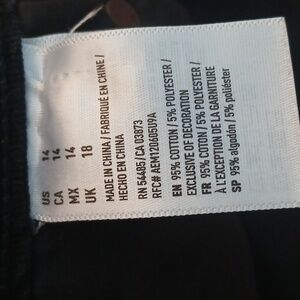 US 14
CA 14
MX 14
UK 18
MADE IN CHINA / FABRIQUÉ EN CHINE /
HECHO EN CHINA
RN 54485/CA 03873
RFC# AEM1206050U9A
EN 95% COTTON / 5% POLYESTER /
EXCLUSIVE OF DECORATION
FR 95% COTON / 5% POLYESTER /
À L'EXCEPTION DE LA GARNITURE
SP 95% algodón / 5% poliéster